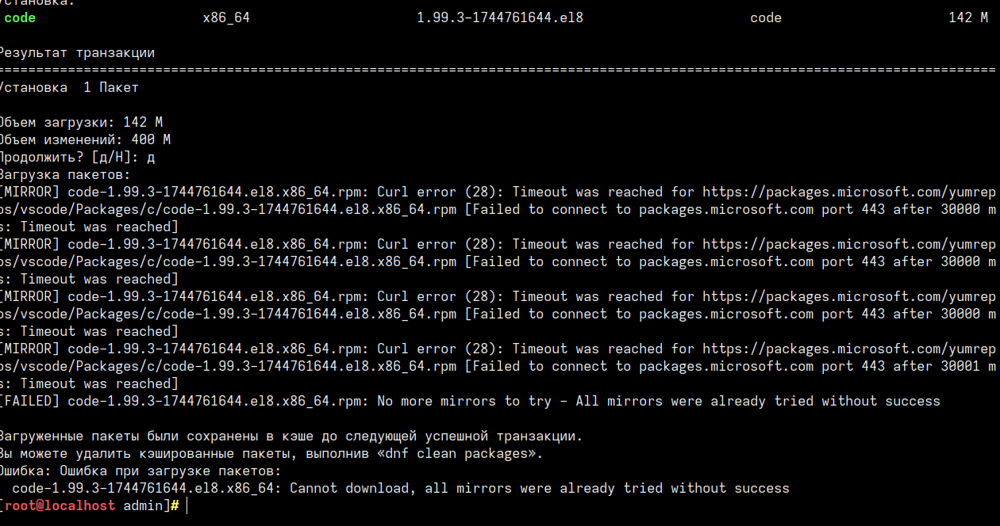 Установка:
code x86_64 1.99.3-1744761644.el8 code 142 M
Результат транзакции
================================================================================================================================
Установка 1 Пакет
Объем загрузки: 142 M
Объем изменений: 400 M
Продолжить? [д/Н]: д
Загрузка пакетов:
[MIRROR] code-1.99.3-1744761644.el8.x86_64.rpm: Curl error (28): Timeout was reached for https://packages.microsoft.com/yumrep
os/vscode/Packages/c/code-1.99.3-1744761644.el8.x86_64.rpm [Failed to connect to packages.microsoft.com port 443 after 30000 m
s: Timeout was reached]
[MIRROR] code-1.99.3-1744761644.el8.x86_64.rpm: Curl error (28): Timeout was reached for https://packages.microsoft.com/yumrep
os/vscode/Packages/c/code-1.99.3-1744761644.el8.x86_64.rpm [Failed to connect to packages.microsoft.com port 443 after 30000 m
s: Timeout was reached]
[MIRROR] code-1.99.3-1744761644.el8.x86_64.rpm: Curl error (28): Timeout was reached for https://packages.microsoft.com/yumrep
os/vscode/Packages/c/code-1.99.3-1744761644.el8.x86_64.rpm [Failed to connect to packages.microsoft.com port 443 after 30000 m
s: Timeout was reached]
[MIRROR] code-1.99.3-1744761644.el8.x86_64.rpm: Curl error (28): Timeout was reached for https://packages.microsoft.com/yumrep
os/vscode/Packages/c/code-1.99.3-1744761644.el8.x86_64.rpm [Failed to connect to packages.microsoft.com port 443 after 30001 m
s: Timeout was reached]
[FAILED] code-1.99.3-1744761644.el8.x86_64.rpm: No more mirrors to try - All mirrors were already tried without success
Загруженные пакеты были сохранены в кэше до следующей успешной транзакции.
Вы можете удалить кэшированные пакеты, выполнив «dnf clean packages».
Ошибка: Ошибка при загрузке пакетов:
code-1.99.3-1744761644.el8.x86_64: Cannot download, all mirrors were already tried without success
[root@localhost admin]#